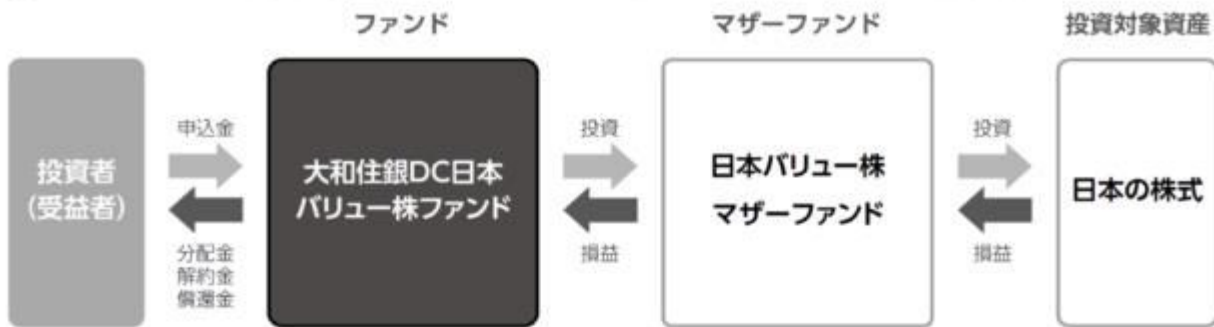 ファンド
マザーファンド
投資対象資産
投資者
(受益者)
申込金
分配金
解約金
償還金
大和住銀DC日本
バリュー株ファンド
投資
損益
日本バリュー株
マザーファンド
投資
損益
日本の株式